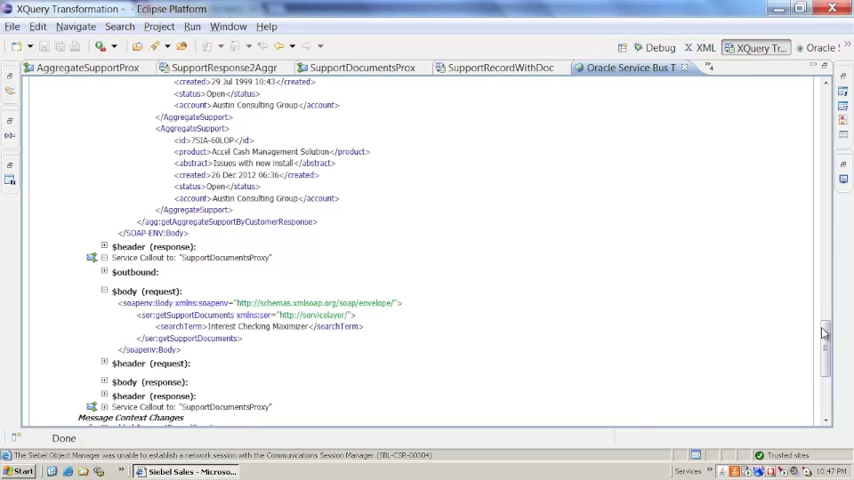 XQuery Transformation - - Eclipse Platform
File Edit Navigate Search Project Run Window Help
Debug XML XQuery Tr... Oracle
AggregateSupportProx SupportResponse2Aggr SupportDocumentsProx SupportRecordWithDoc Oracle Service Bus T 4
<created>29 Jul 1999 10:43</created>
<status>Open</status>
<account>Austin Consulting Group</account>
</AggregateSupport>
<AggregateSupport>
<id>7SIA-60LOP</id>
<product>Accel Cash Management Solution</product>
<abstract>Issues with new install</abstract>
<created>26 Dec 2012 06:36</created>
<status>Open</status>
<account>Austin Consulting Group</account>
</AggregateSupport>
</agg:getAggregateSupportByCustomerResponse>
</SOAP-ENV:Body>
$header (response):
Service Callout to: "SupportDocumentsProxy"
$outbound:
$body (request):
<soapenv:Body xmlns:soapenv="http://schemas.xmlsoap.org/soap/envelope/">
<ser:getSupportDocuments xmlns:ser="http://servicelayer/">
<searchTerm>Interest Checking Maximizer</searchTerm>
</ser:getSupportDocuments>
</soapenv:Body>
$header (request):
$body (response):
$header (response):
Service Callout to: "SupportDocumentsProxy"
Message Context Changes
Done
The Siebel Object Manager was unable to establish a network session with the Communications Session Manager.(SBL-CSR-00004) Trusted sites
Start Siebel Sales - Microso... Services 10:47 PM